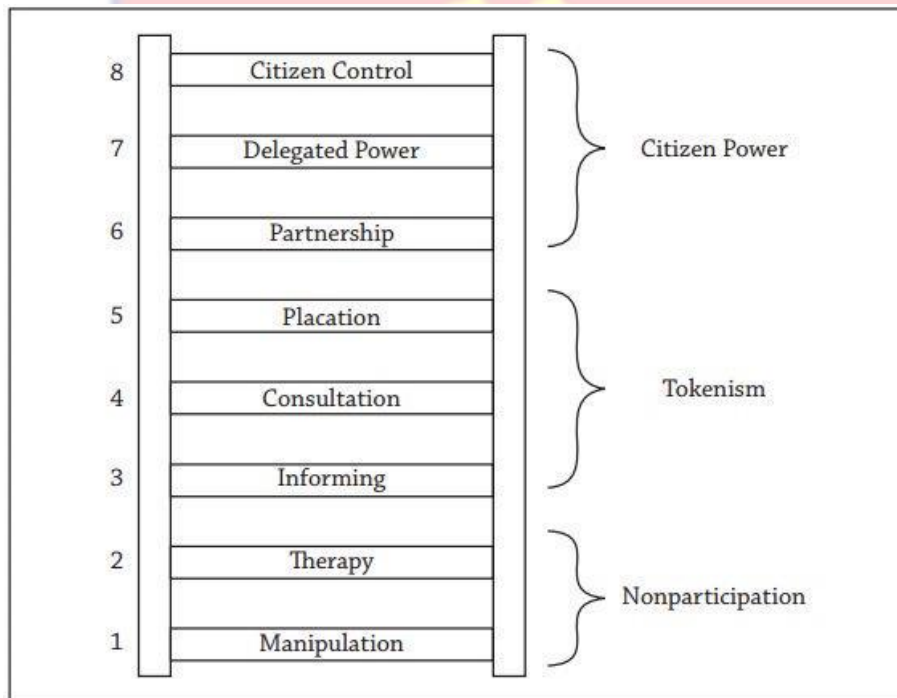 8 Citizen Control
7 Delegated Power
Citizen Power
6 Partnership
5 Placation
4 Consultation
Tokenism
3 Informing
2 Therapy
Nonparticipation
1 Manipulation